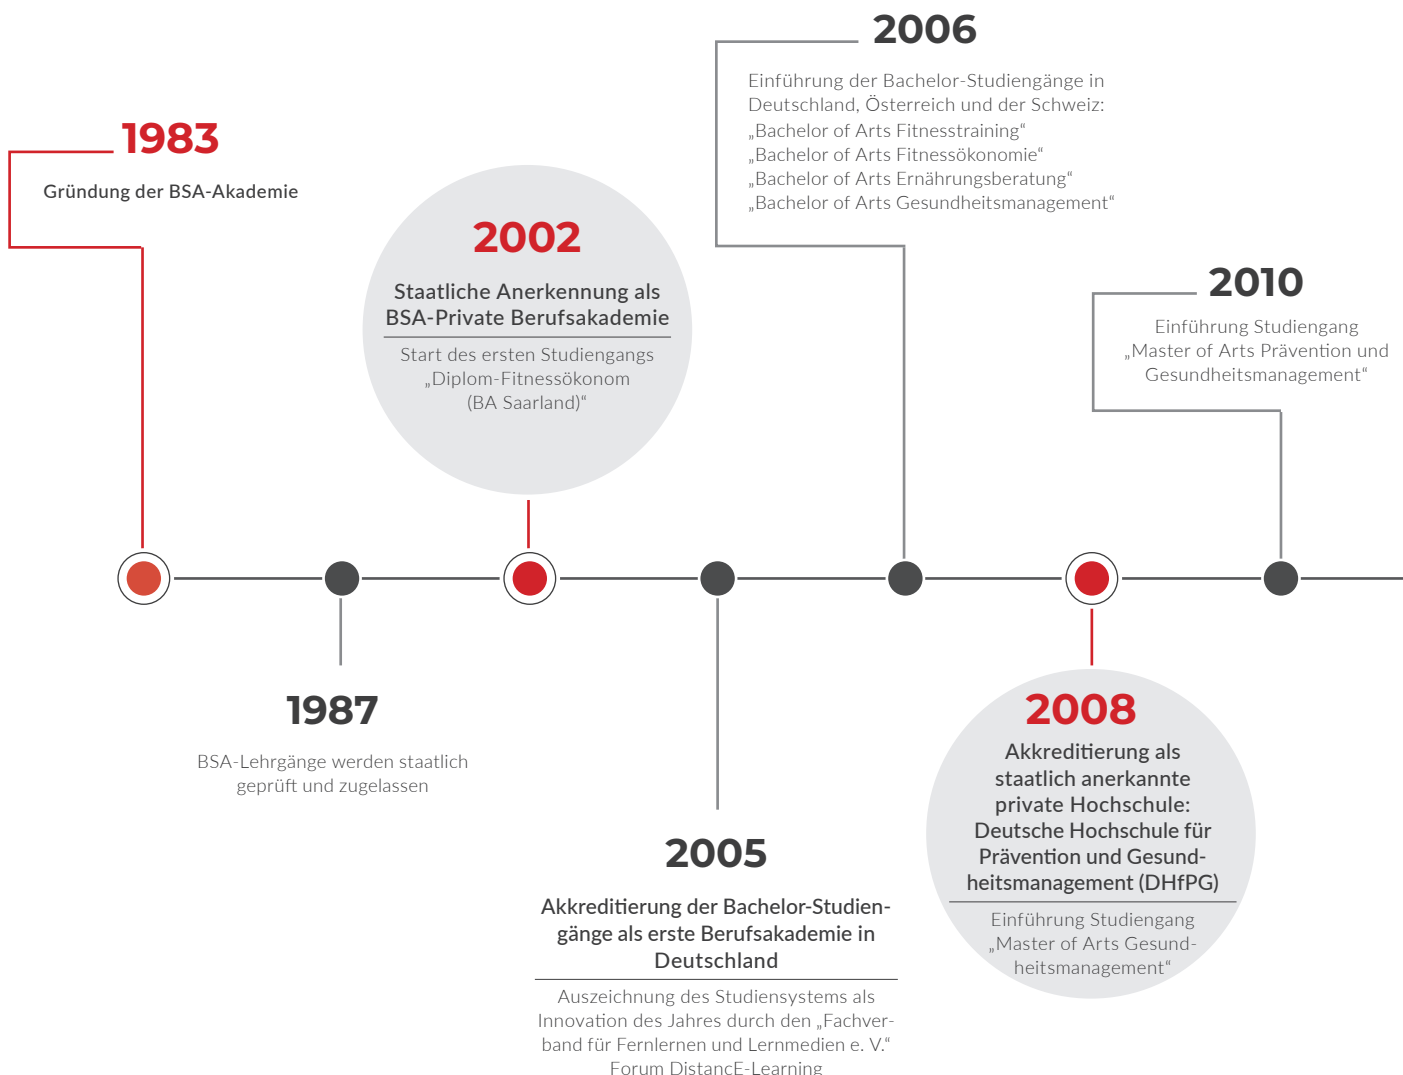 1983
Gründung der BSA-Akademie
1987
BSA-Lehrgänge werden staatlich
geprüft und zugelassen
2002
Staatliche Anerkennung als
BSA-Private Berufsakademie
Start des ersten Studiengangs
„Diplom-Fitnessökonom
(BA Saarland)“
2005
Akkreditierung der Bachelor-Studien-
gänge als erste Berufsakademie in
Deutschland
Auszeichnung des Studiensystems als
Innovation des Jahres durch den „Fachver-
band für Fernlernen und Lernmedien e. V.“
Forum DistancE-Learning
2006
Einführung der Bachelor-Studiengänge in
Deutschland, Österreich und der Schweiz:
„Bachelor of Arts Fitnesstraining“
„Bachelor of Arts Fitnessökonomie“
„Bachelor of Arts Ernährungsberatung“
„Bachelor of Arts Gesundheitsmanagement“
2008
Akkreditierung als
staatlich anerkannte
private Hochschule:
Deutsche Hochschule für
Prävention und Gesund-
heitsmanagement (DHfPG)
Einführung Studiengang
„Master of Arts Gesund-
heitsmanagement“
2010
Einführung Studiengang
„Master of Arts Prävention und
Gesundheitsmanagement“